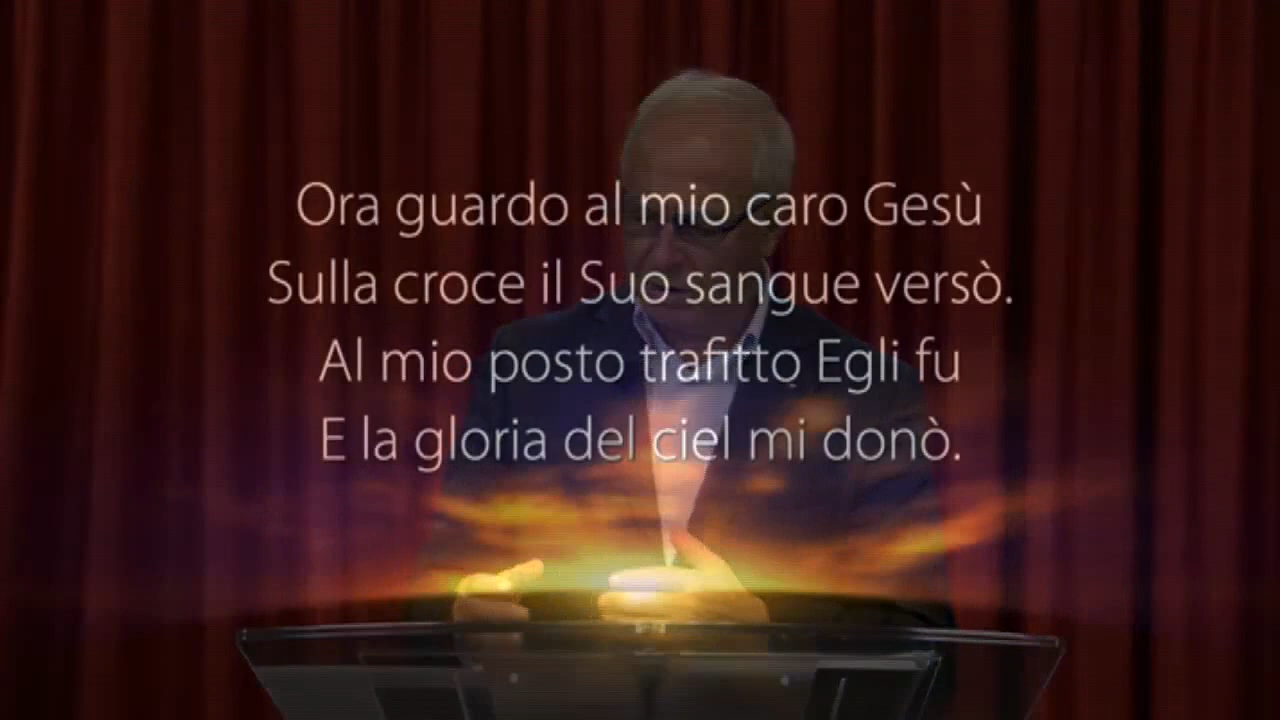 Ora guardo al mio caro Gesù
Sulla croce il Suo sangue versò.
Al mio posto trafitto Egli fu
E la gloria del ciel mi donò.